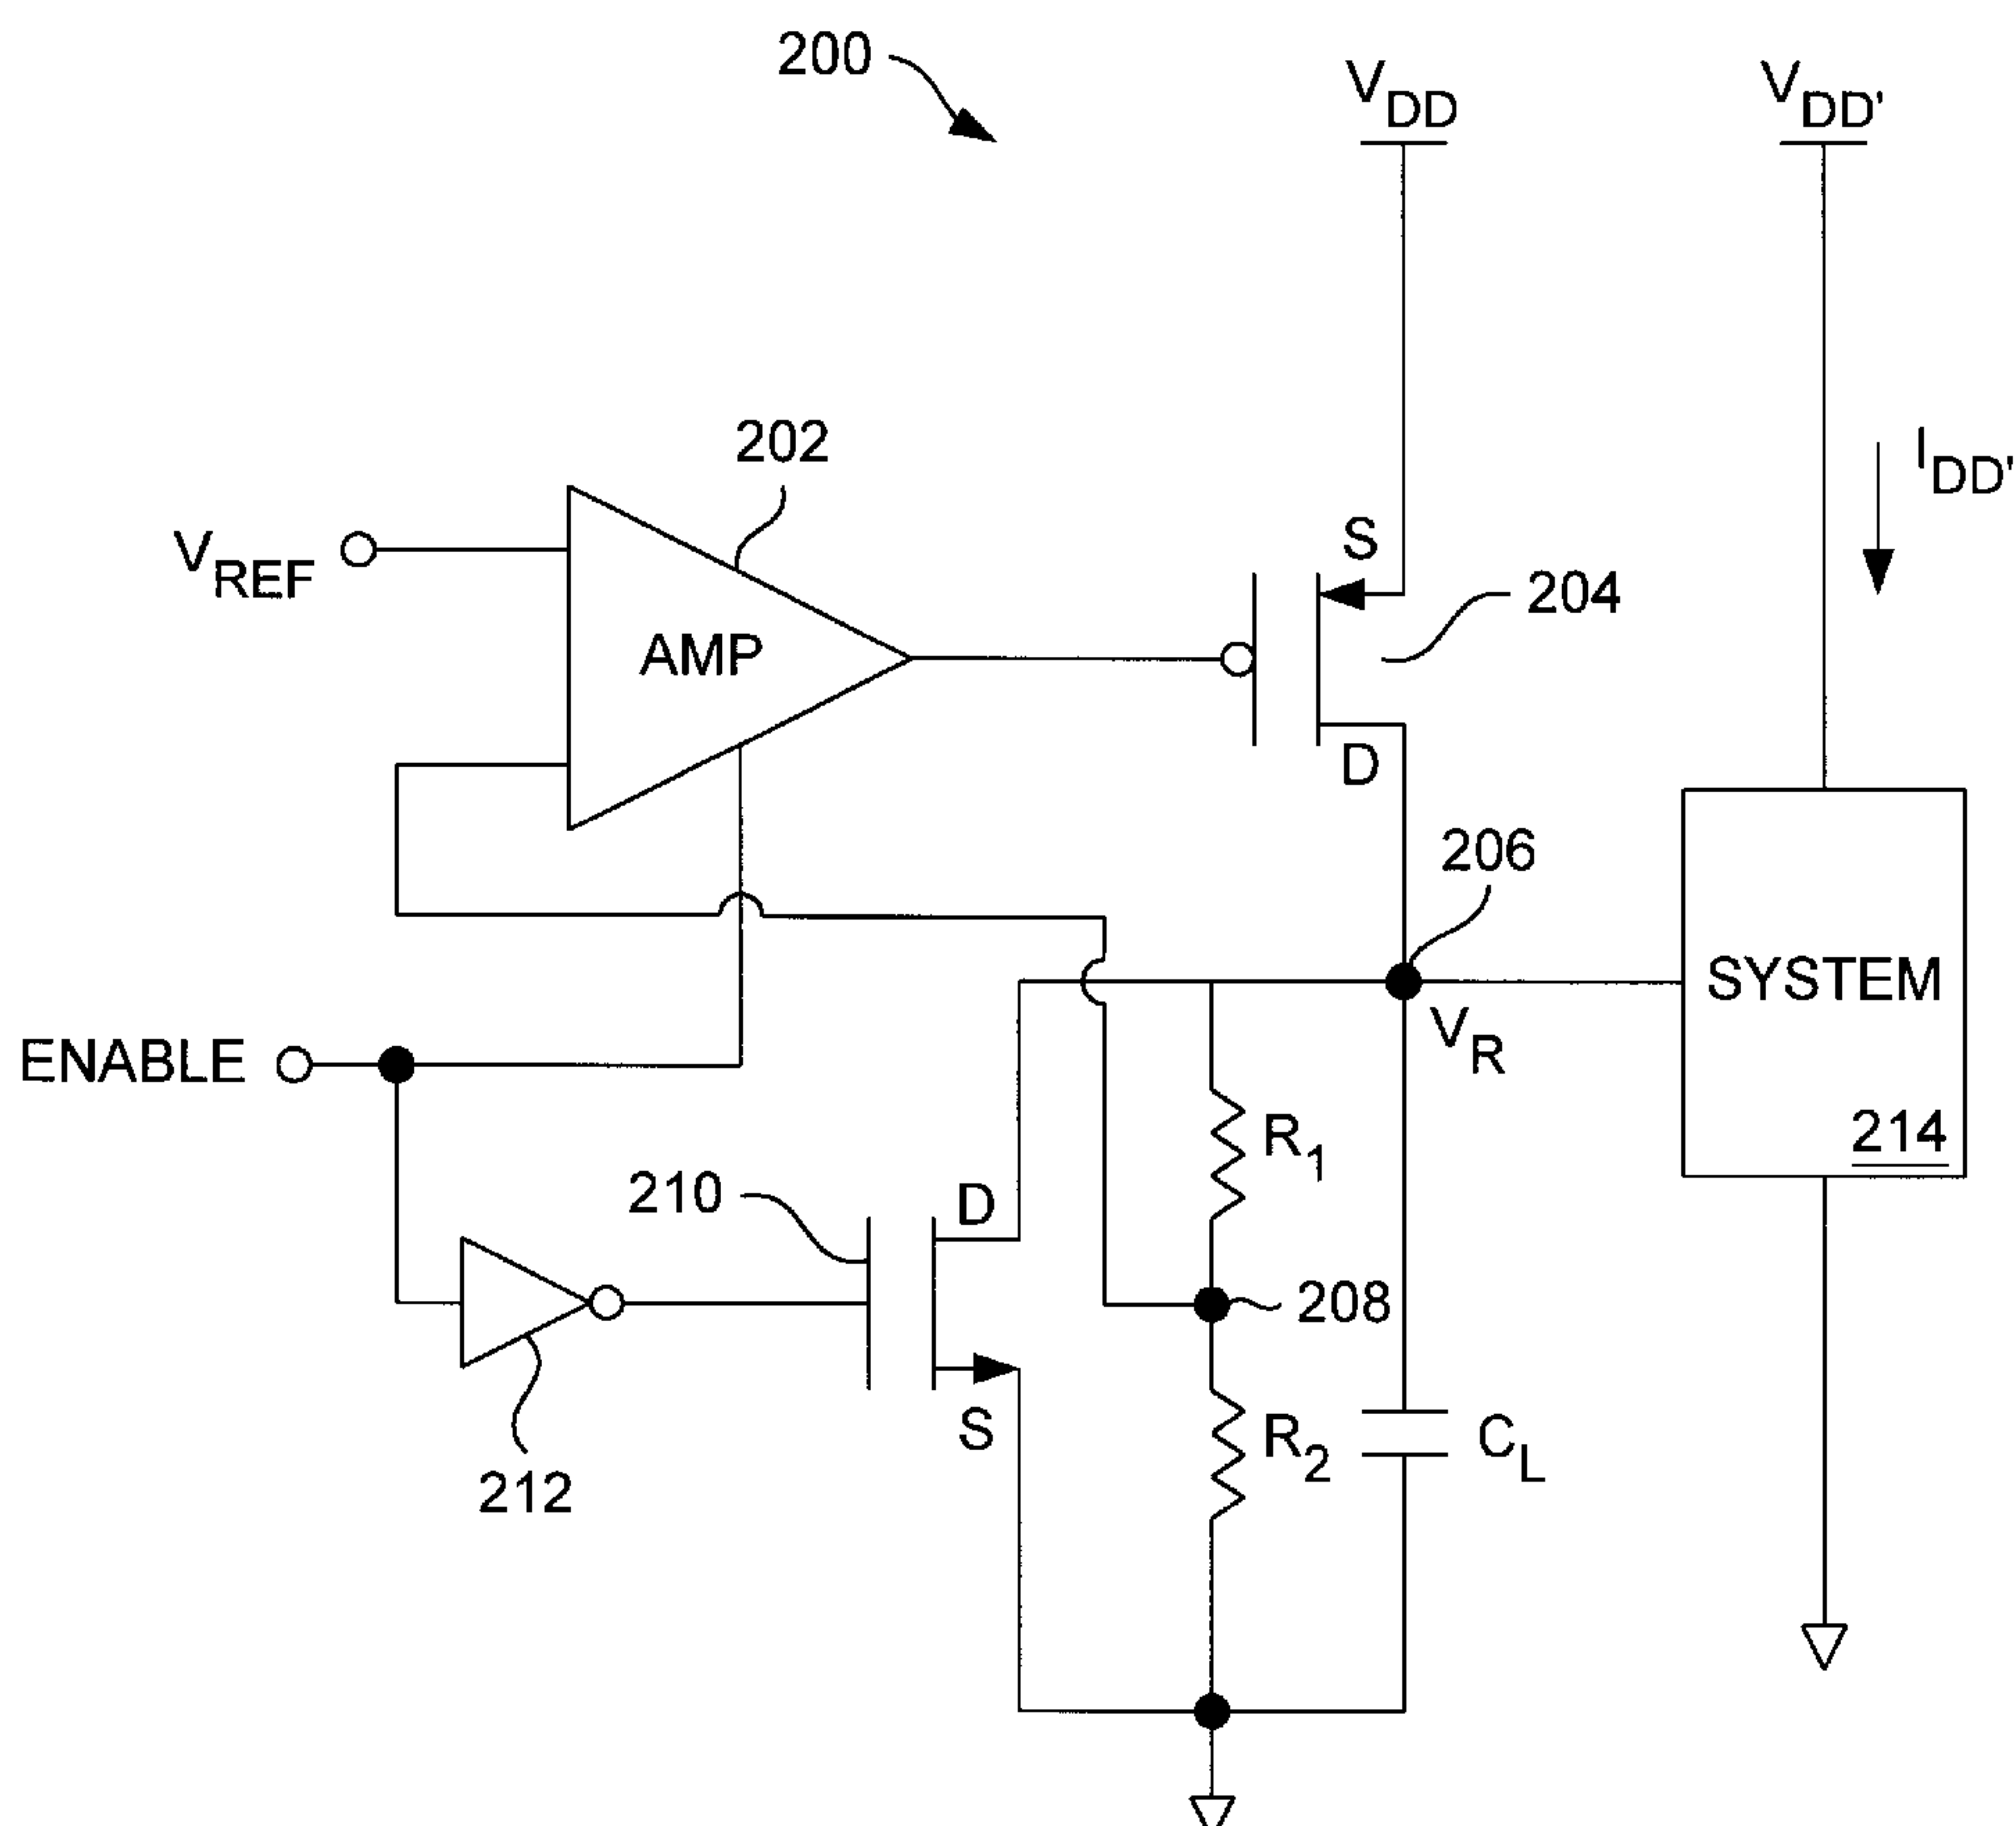 200
VDD
VDD'
202
IDD'
VREF
S
204
AMP
D
206
SYSTEM
VR
ENABLE
214
R1
210
D
208
S
R2
CL
212